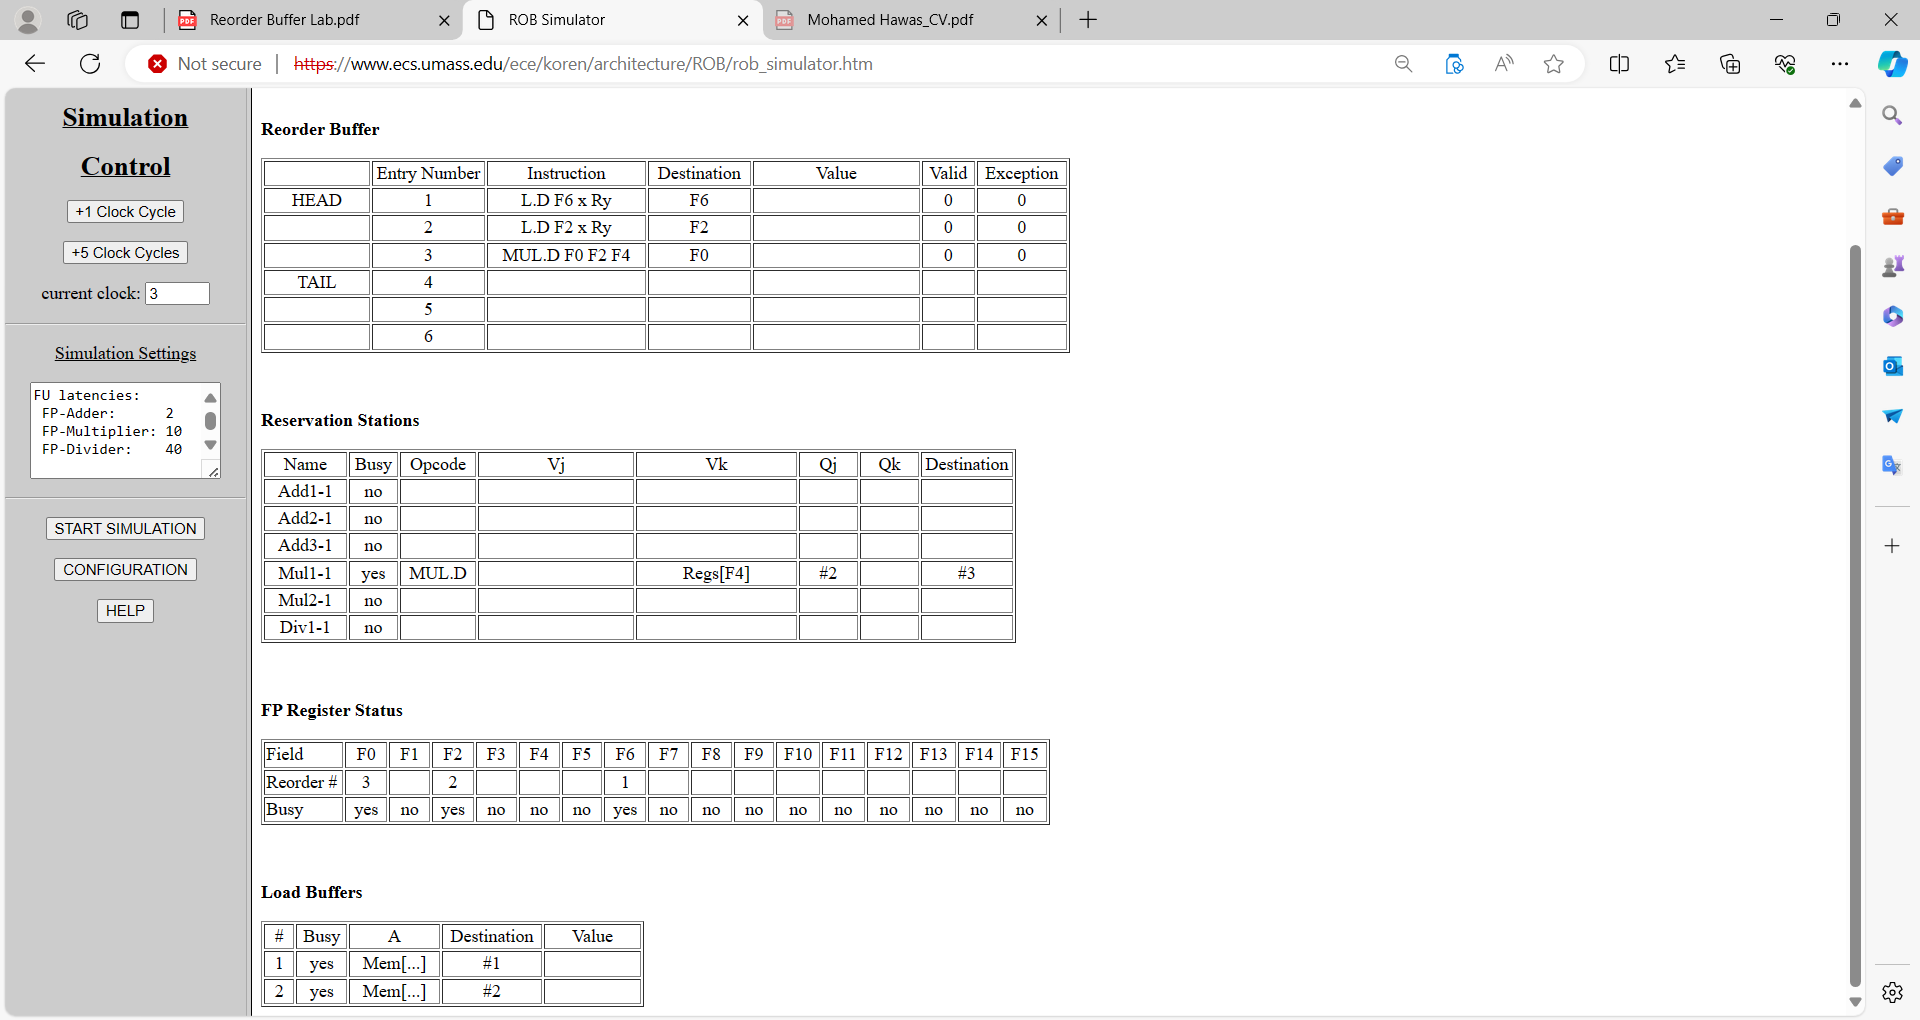 Reorder Buffer Lab.pdf
ROB Simulator
Mohamed Hawas_CV.pdf
Not secure | https://www.ecs.umass.edu/ece/koren/architecture/ROB/rob_simulator.htm
Simulation
Control
+1 Clock Cycle
+5 Clock Cycles
current clock: 3
Simulation Settings
FU latencies:
FP-Adder: 2
FP-Multiplier: 10
FP-Divider: 40
START SIMULATION
CONFIGURATION
HELP
Reorder Buffer
Entry Number Instruction Destination Value Valid Exception
HEAD 1 L.D F6 x Ry F6 0 0
2 L.D F2 x Ry F2 0 0
3 MUL.D F0 F2 F4 F0 0 0
TAIL 4
5
6
Reservation Stations
Name Busy Opcode Vj Vk Qj Qk Destination
Add1-1 no
Add2-1 no
Add3-1 no
Mul1-1 yes MUL.D Regs[F4] #2 #3
Mul2-1 no
Div1-1 no
FP Register Status
Field F0 F1 F2 F3 F4 F5 F6 F7 F8 F9 F10 F11 F12 F13 F14 F15
Reorder # 3 2 1
Busy yes no yes no no no yes no no no no no no no no no
Load Buffers
# Busy A Destination Value
1 yes Mem[...] #1
2 yes Mem[...] #2